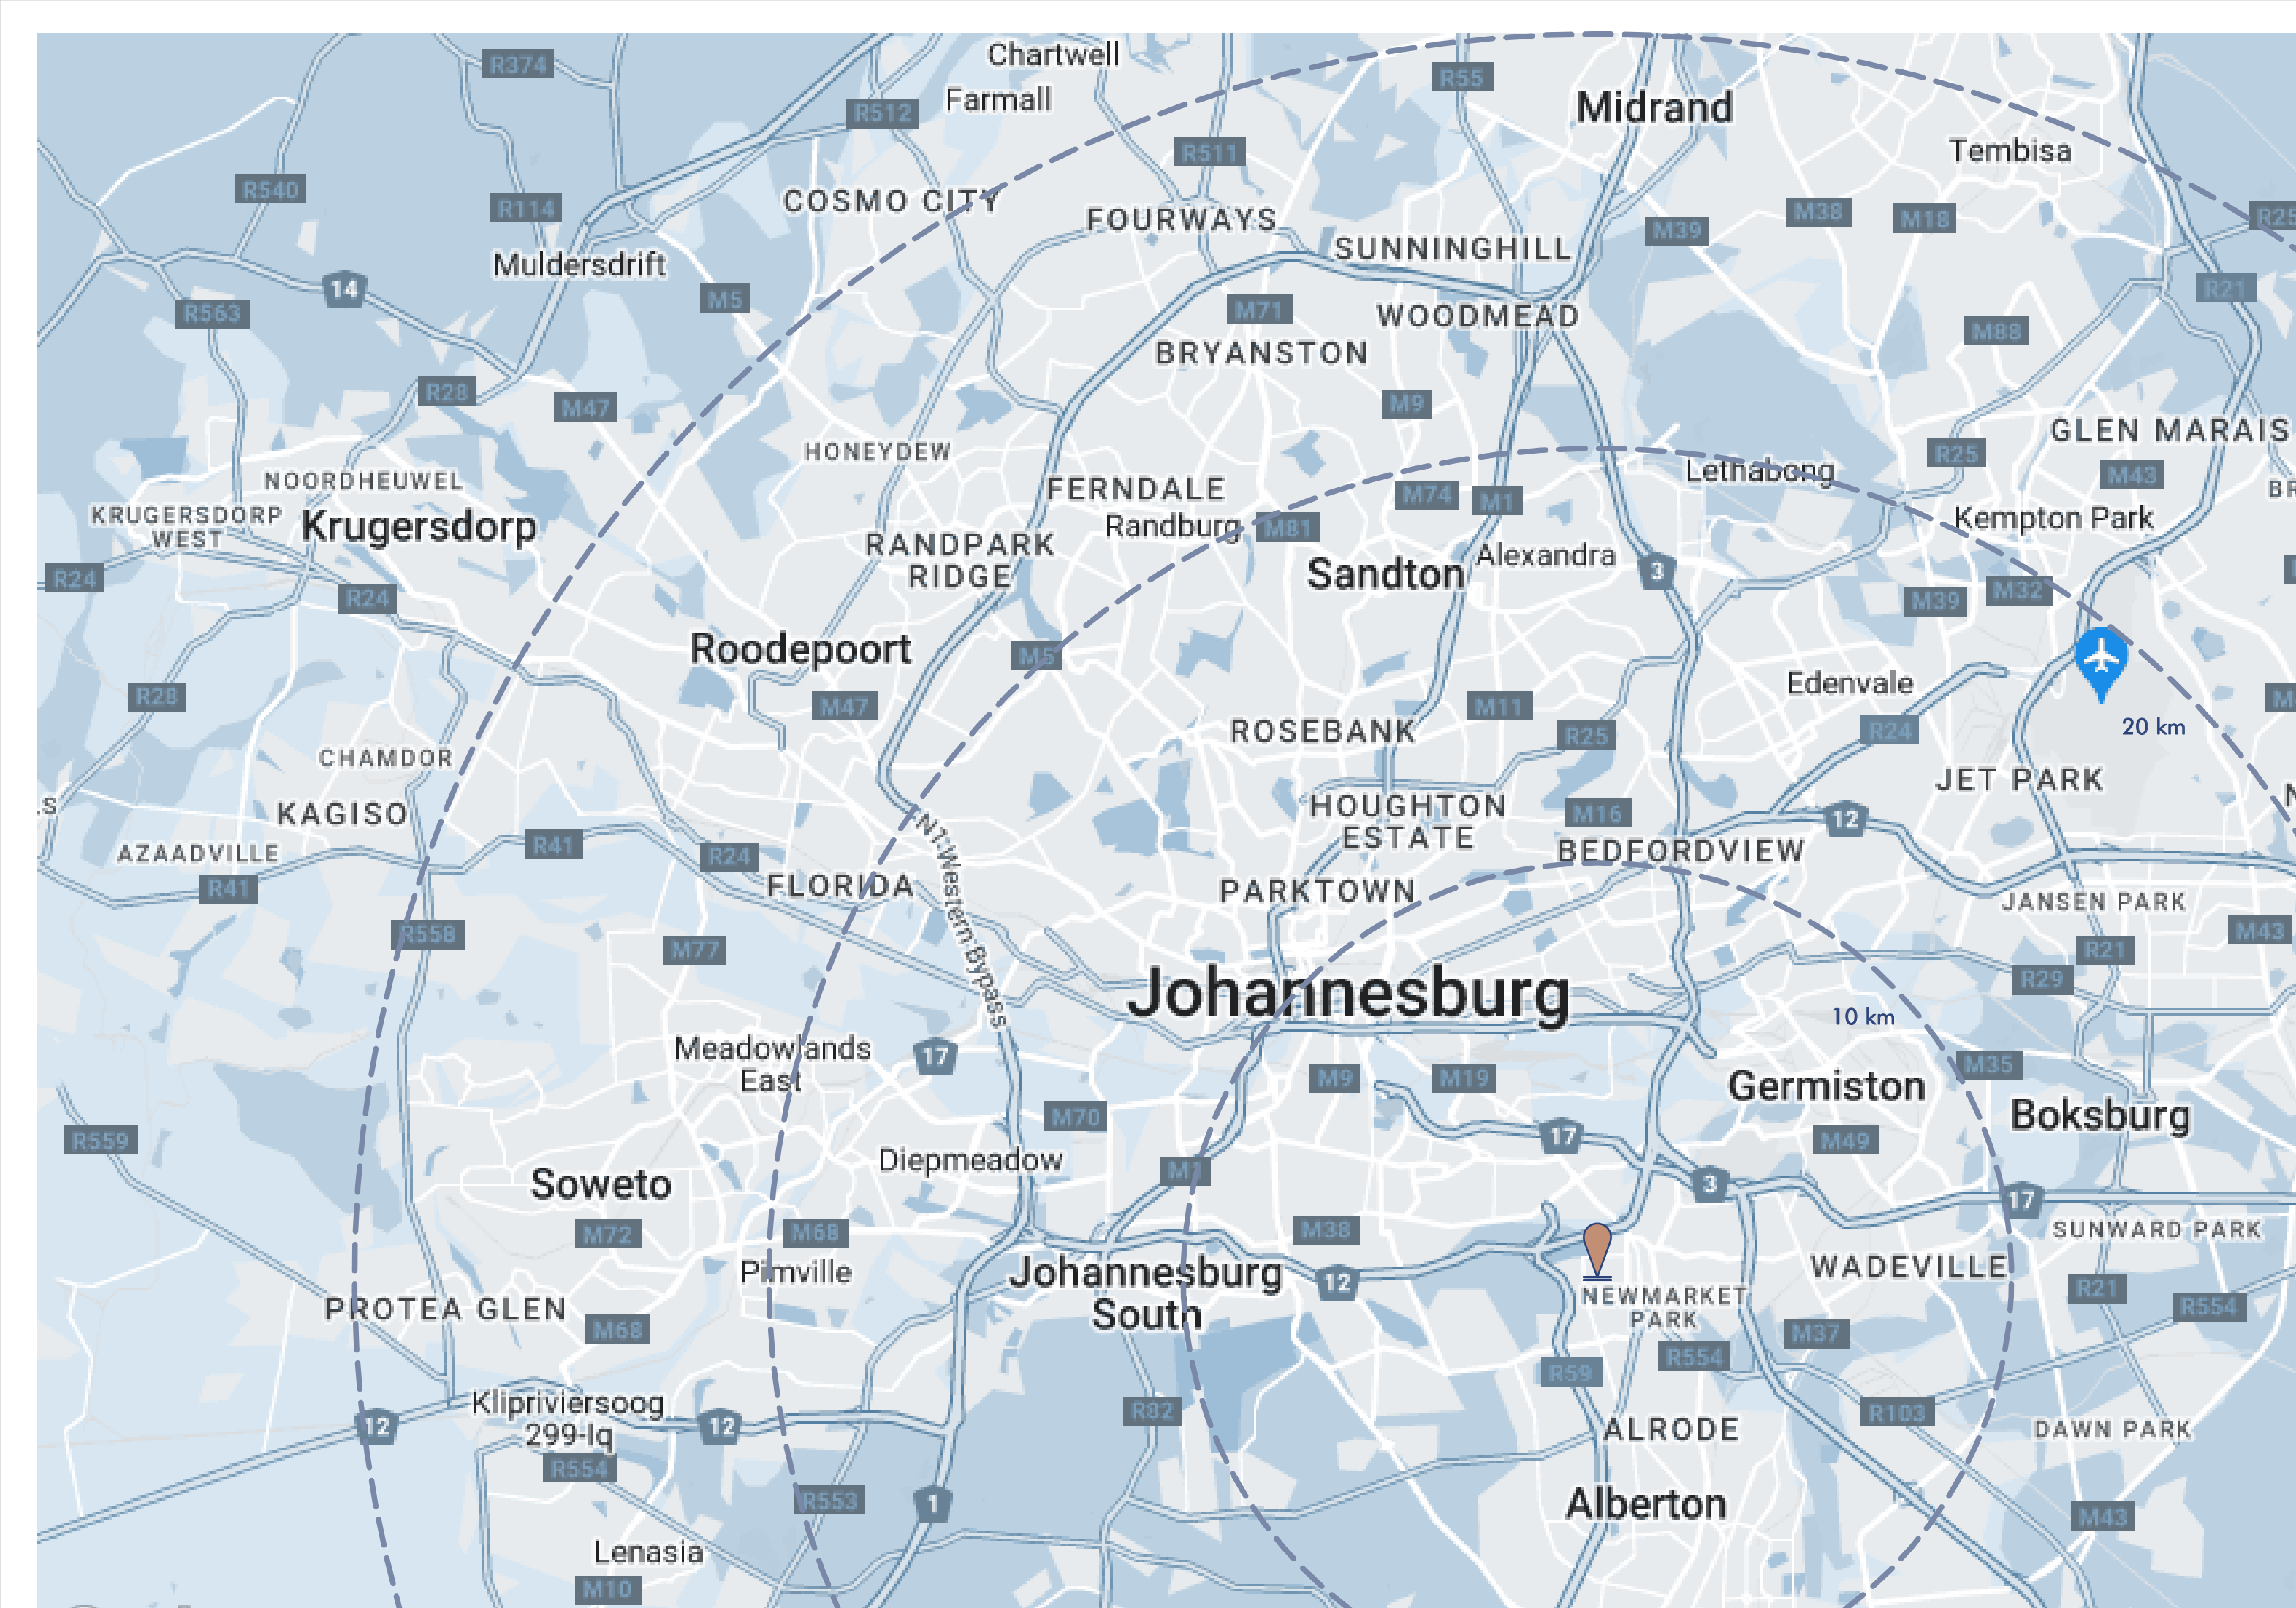 Chartwell
R374
R55
Farmall
Midrand
R512
R511
Tembisa
R540
COSMO CITY
R114
M38
M18
FOURWAYS
M39
SUNNINGHILL
Muldersdrift
14
R21
M5
R563
M71
WOODMEAD
M88
BRYANSTON
R28
M47
M9
GLEN MARAIS
HONEYDEW
R25
Lethabong
M43
NOORDHEUWEL
FERNDALE
M74
M1
KRUGERSDORP
WEST
Krugersdorp
Randburg
M81
Kempton Park
RANDPARK
RIDGE
Alexandra
Sandton
3
R24
R24
M39
M32
Roodepoort
M5
Edenvale
R28
M47
M11
20 km
ROSEBANK
R25
R24
CHAMDOR
JET PARK
HOUGHTON
ESTATE
KAGISO
M16
12
N1 Western Bypass
AZAADVILLE
R41
R24
BEDFORDVIEW
R41
FLORIDA
PARKTOWN
JANSEN PARK
R558
M77
M43
R21
R29
Johannesburg
10 km
Meadowlands
East
17
M9
M19
M35
Germiston
Boksburg
M70
R559
17
M49
Diepmeadow
M1
Soweto
3
17
M72
M68
M38
SUNWARD PARK
Pimville
Johannesburg
South
12
WADEVILLE
R21
NEWMARKET
PARK
PROTEA GLEN
R554
M68
M37
R554
R59
Klipriviersoog
299-Iq
12
12
R82
R103
ALRODE
DAWN PARK
R554
R553
1
Alberton
M43
Lenasia
M10